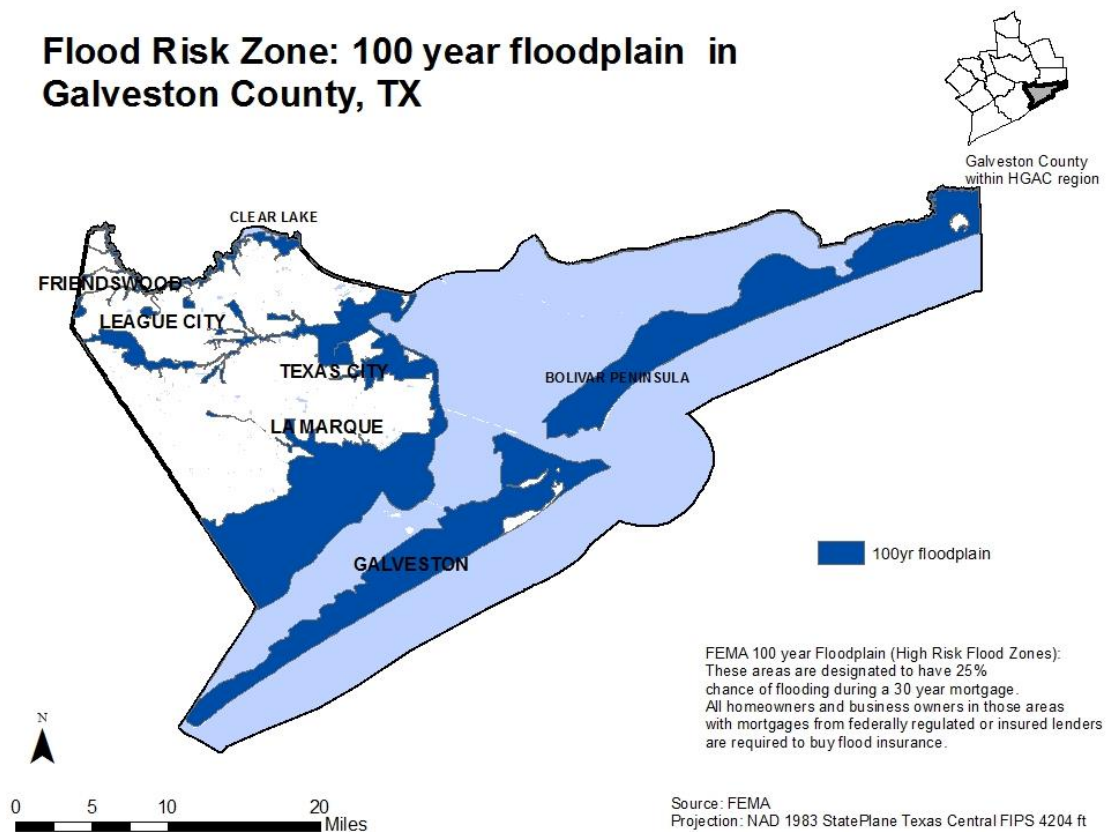 Flood Risk Zone: 100 year floodplain in
Galveston County, TX
Galveston County
within HGAC region
CLEAR LAKE
FRIENDSWOOD
LEAGUE CITY
TEXAS CITY
BOLIVAR PENINSULA
LA MARQUE
GALVESTON
100yr floodplain
FEMA 100 year Floodplain (High Risk Flood Zones):
These areas are designated to have 25%
chance of flooding during a 30 year mortgage.
All homeowners and business owners in those areas
with mortgages from federally regulated or insured lenders
are required to buy flood insurance.
N
0 5 10 20
Miles
Source: FEMA
Projection: NAD 1983 StatePlane Texas Central FIPS 4204 ft